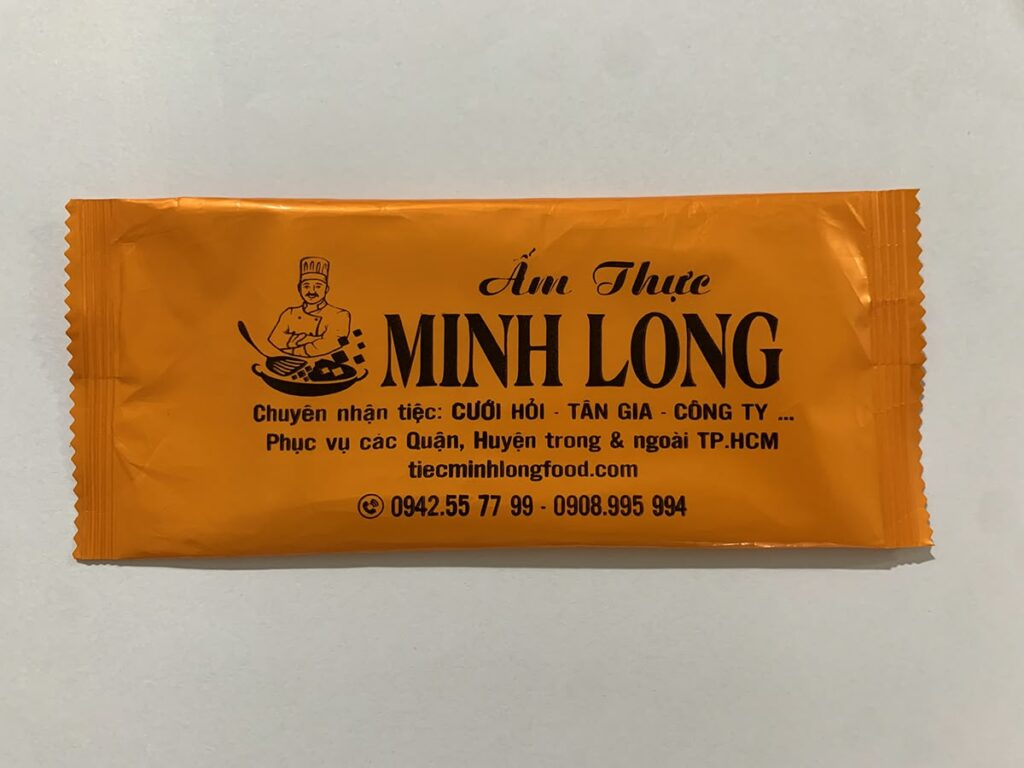 Ẩm Thực
MINH LONG
Chuyên nhận tiệc: CƯỚI HỎI - TÂN GIA - CÔNG TY ...
Phục vụ các Quận, Huyện trong & ngoài TP.HCM
tiecminhlongfood.com
0942.55 77 99 - 0908.995 994